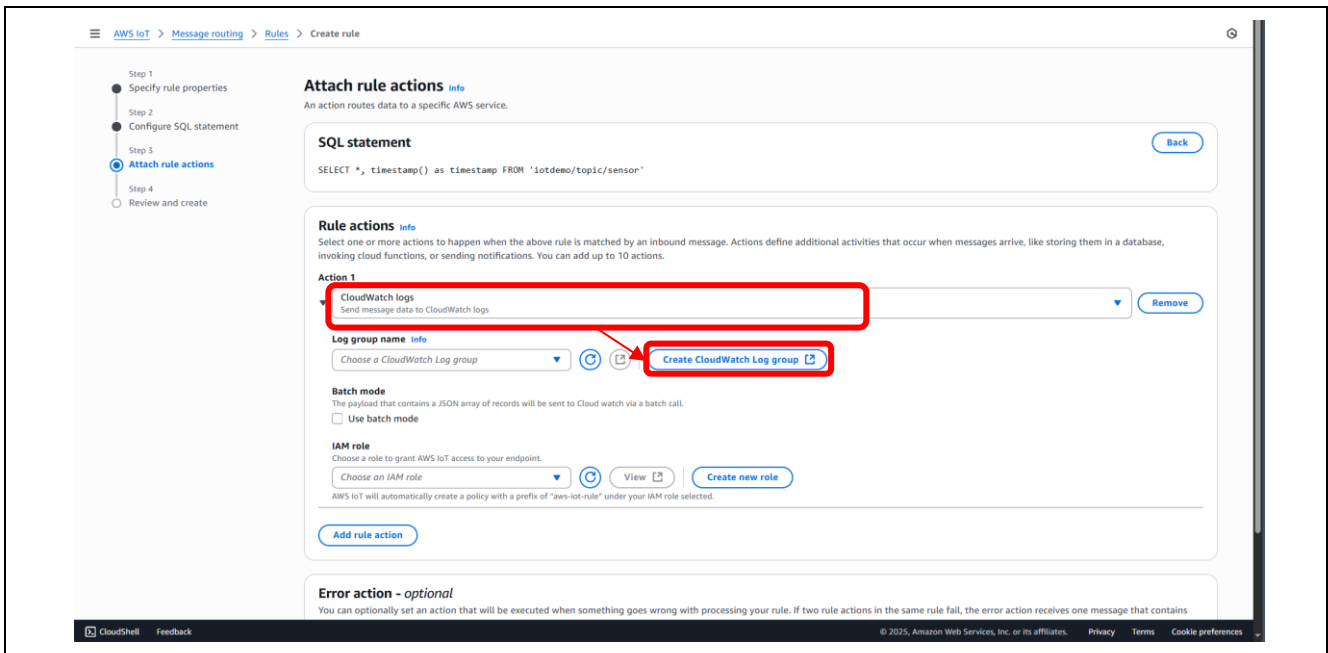 AWS IoT > Message routing > Rules > Create rule
Step 1
Specify rule properties
Step 2
Configure SQL statement
Step 3
Attach rule actions
Step 4
Review and create
Attach rule actions Info
An action routes data to a specific AWS service.
SQL statement
Back
SELECT *, timestamp() as timestamp FROM 'iotdemo/topic/sensor'
Rule actions Info
Select one or more actions to happen when the above rule is matched by an inbound message. Actions define additional activities that occur when messages arrive, like storing them in a database,
invoking cloud functions, or sending notifications. You can add up to 10 actions.
Action 1
CloudWatch logs
Send message data to CloudWatch logs
Remove
Log group name Info
Choose a CloudWatch Log group
Create CloudWatch Log group
Batch mode
The payload that contains a JSON array of records will be sent to Cloud watch via a batch call.
Use batch mode
IAM role
Choose a role to grant AWS IoT access to your endpoint.
Choose an IAM role
View
Create new role
AWS IoT will automatically create a policy with a prefix of "aws-iot-rule" under your IAM role selected.
Add rule action
Error action - optional
You can optionally set an action that will be executed when something goes wrong with processing your rule. If two rule actions in the same rule fail, the error action receives one message that contains
CloudShell Feedback © 2025, Amazon Web Services, Inc. or its affiliates. Privacy Terms Cookie preferences